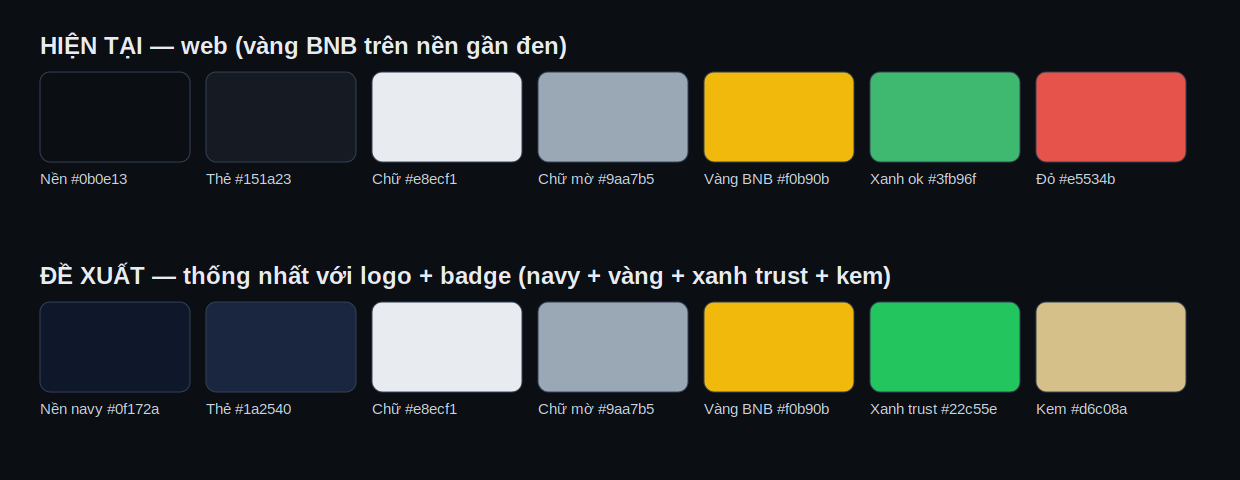 HIỆN TẠI — web (vàng BNB trên nền gần đen)
Nền #0b0e13 Thẻ #151a23 Chữ #e8ecf1 Chữ mờ #9aa7b5 Vàng BNB #f0b90b Xanh ok #3fb96f Đỏ #e5534b
ĐỀ XUẤT — thống nhất với logo + badge (navy + vàng + xanh trust + kem)
Nền navy #0f172a Thẻ #1a2540 Chữ #e8ecf1 Chữ mờ #9aa7b5 Vàng BNB #f0b90b Xanh trust #22c55e Kem #d6c08a